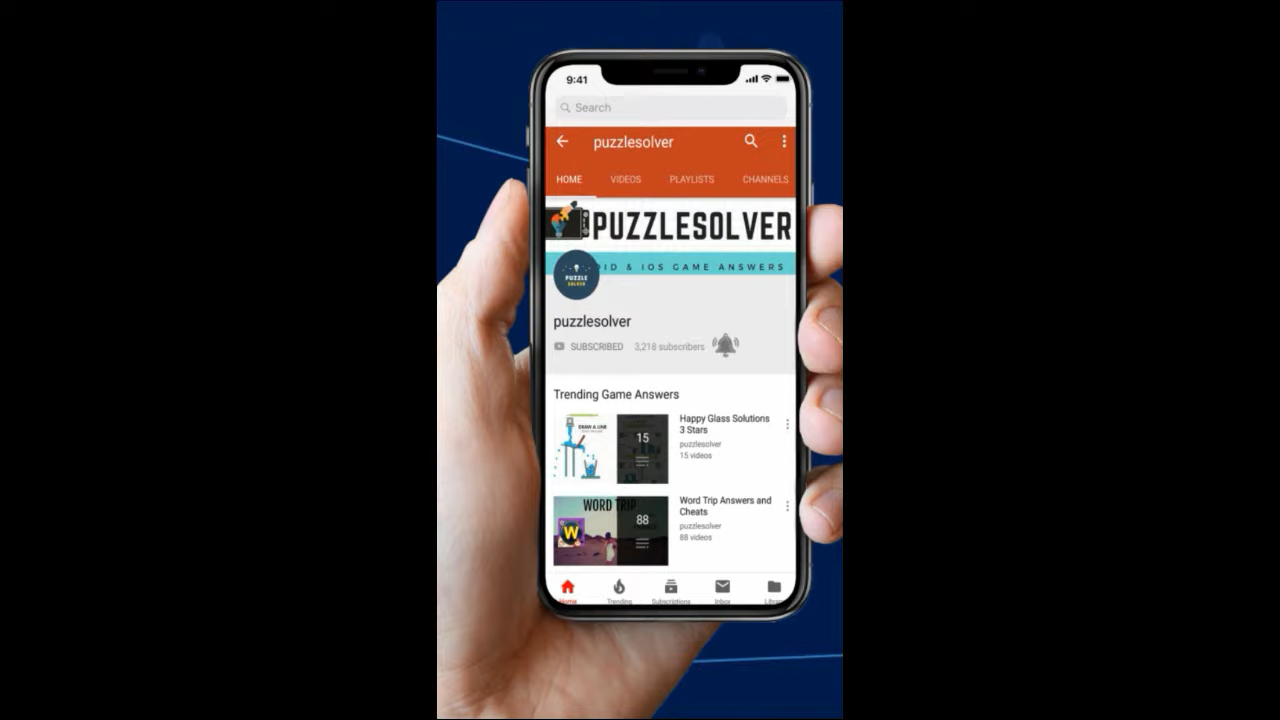 9:41
Search
puzzlesolver
HOME VIDEOS PLAYLISTS CHANNELS
PUZZLESOLVER
ID & IOS GAME ANSWERS
PUZZLE
SOLVER
puzzlesolver
SUBSCRIBED 3,218 subscribers
Trending Game Answers
DRAW A LINE
15
Happy Glass Solutions
3 Stars
puzzlesolver
15 videos
WORD TRIP
W
88
Word Trip Answers and
Cheats
puzzlesolver
88 videos
Home Trending Subscriptions Inbox